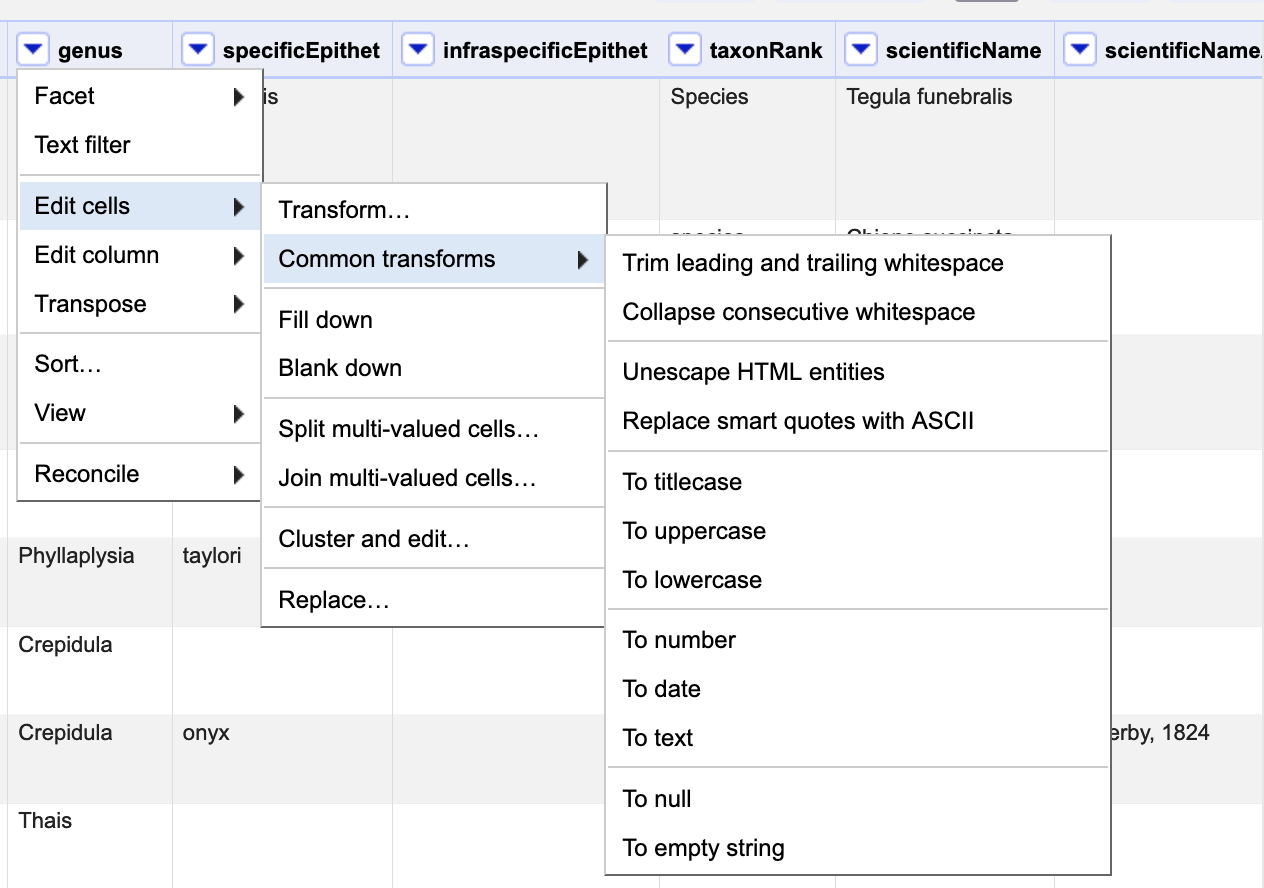 genus specificEpithet infraspecificEpithet taxonRank scientificName scientificName
Facet
is
Species
Tegula funebralis
Text filter
Edit cells
Edit column
Transpose
Sort…
View
Reconcile
Transform…
Common transforms
Fill down
Blank down
Split multi-valued cells…
Join multi-valued cells…
Cluster and edit…
Replace…
Trim leading and trailing whitespace
Collapse consecutive whitespace
Unescape HTML entities
Replace smart quotes with ASCII
To titlecase
To uppercase
To lowercase
To number
To date
To text
To null
To empty string
Phyllaplysia taylori
Crepidula
Crepidula onyx erby, 1824
Thais